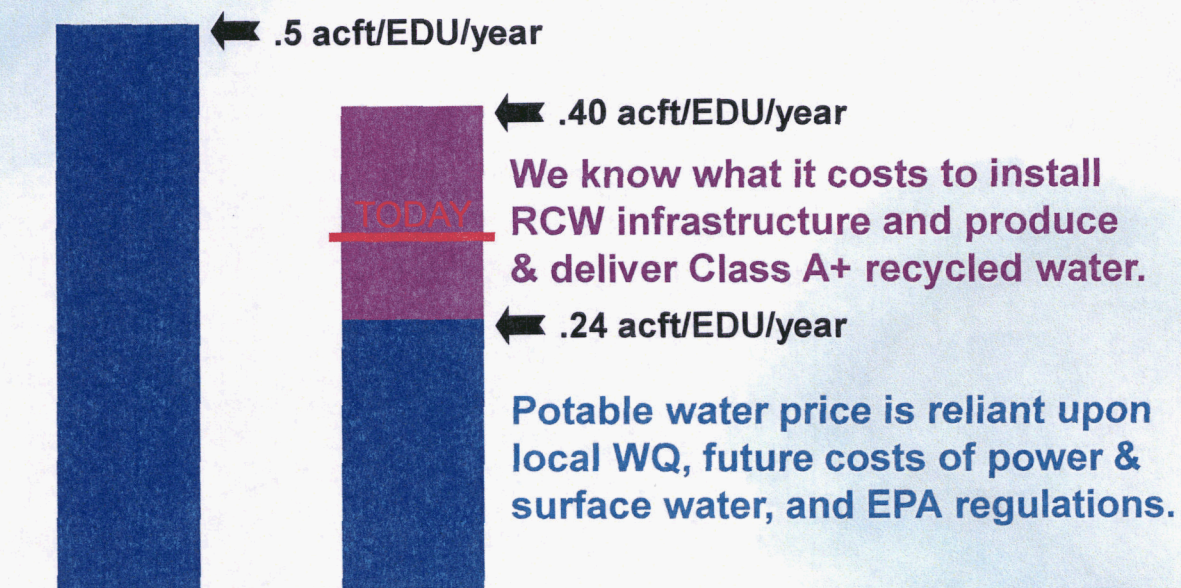 .5 acft/EDU/year
.40 acft/EDU/year
We know what it costs to install
RCW infrastructure and produce
& deliver Class A+ recycled water.
TODAY
.24 acft/EDU/year
Potable water price is reliant upon
local WQ, future costs of power &
surface water, and EPA regulations.